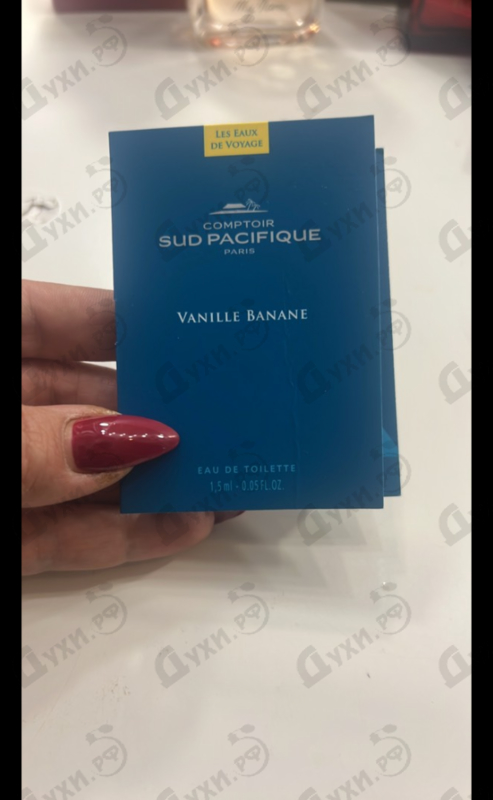 LES EAUX
DE VOYAGE
COMPTOIR
SUD PACIFIQUE
PARIS
VANILLE BANANE
EAU DE TOILETTE
1,5 ml - 0.05 FL.OZ.
Духи.рф